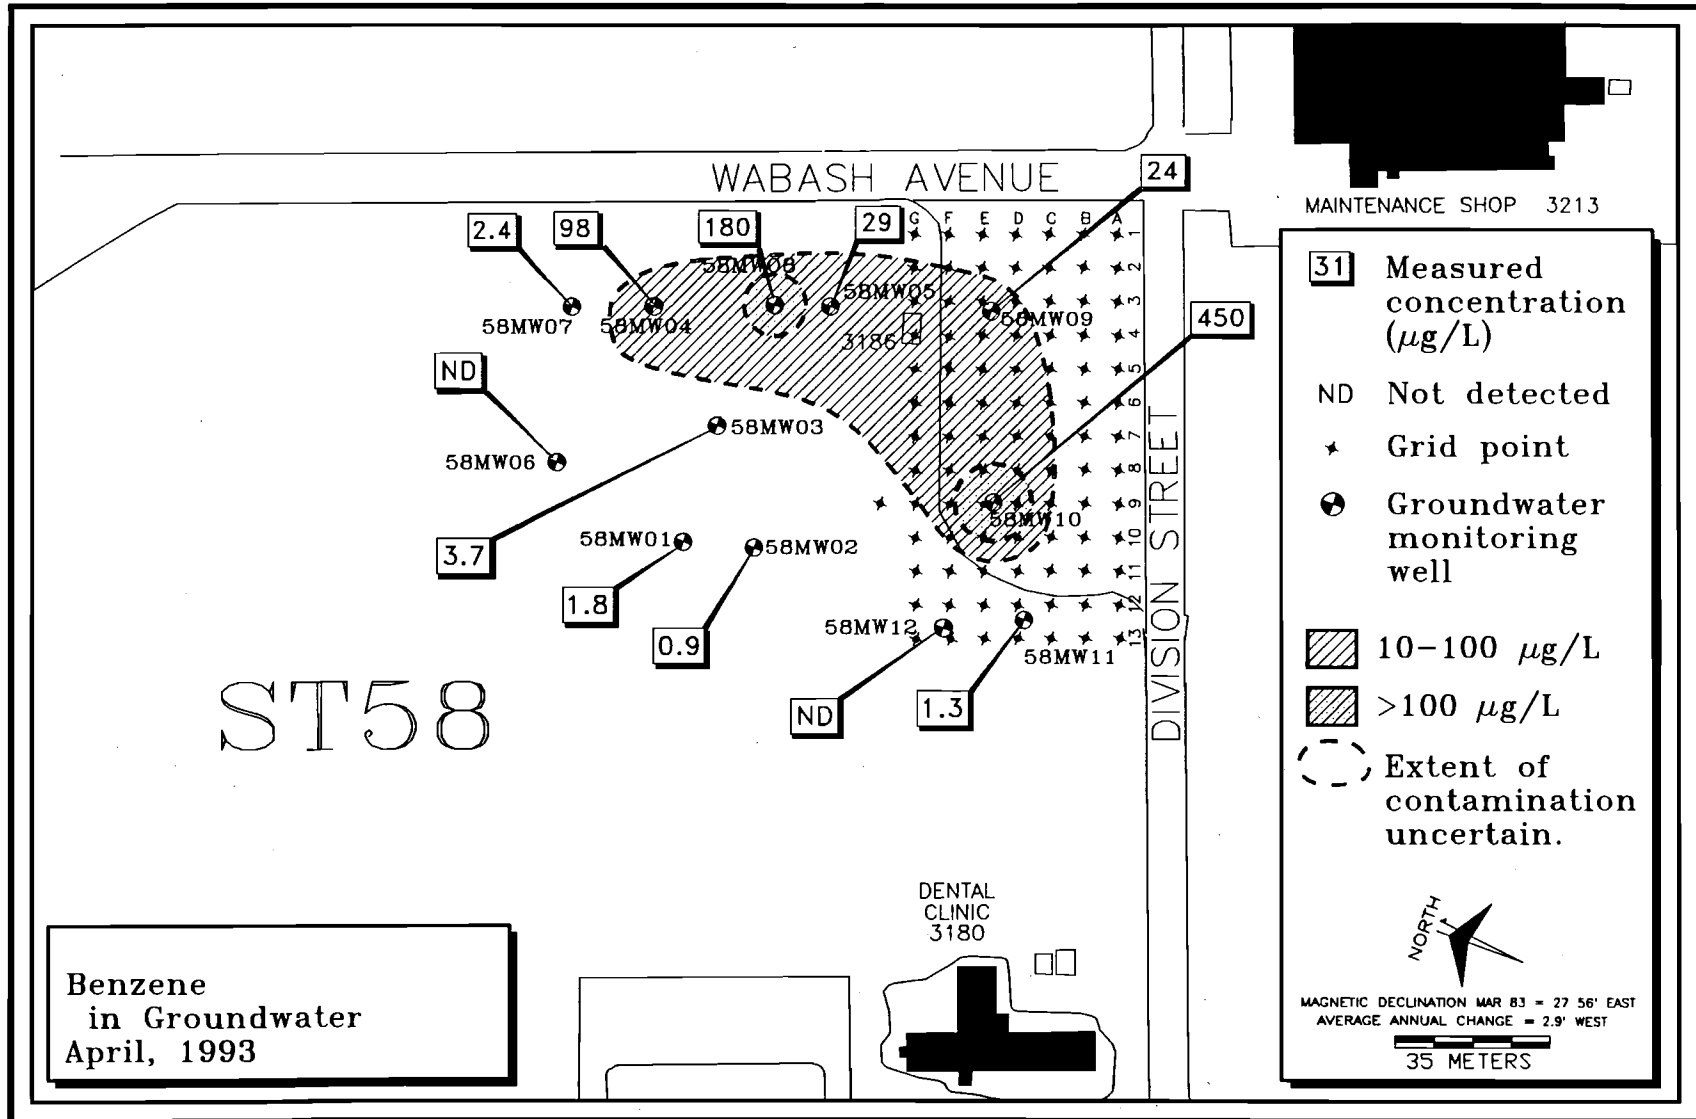 WABASH AVENUE
24
MAINTENANCE SHOP 3213
2.4
98
180
29
G F E D C B A
1
2
3
4
5
6
7
8
9
10
11
12
13
58MW08
58MW05
58MW07
58MW04
58MW09
3186
450
ND
58MW03
58MW06
58MW10
3.7
58MW01
58MW02
1.8
0.9
58MW12
58MW11
ND
1.3
DIVISION STREET
ST58
DENTAL
CLINIC
3180
Benzene
in Groundwater
April, 1993
31 Measured
concentration
(µg/L)
ND Not detected
Grid point
Groundwater
monitoring
well
10-100 µg/L
>100 µg/L
Extent of
contamination
uncertain.
NORTH
MAGNETIC DECLINATION MAR 83 = 27 56' EAST
AVERAGE ANNUAL CHANGE = 2.9' WEST
35 METERS